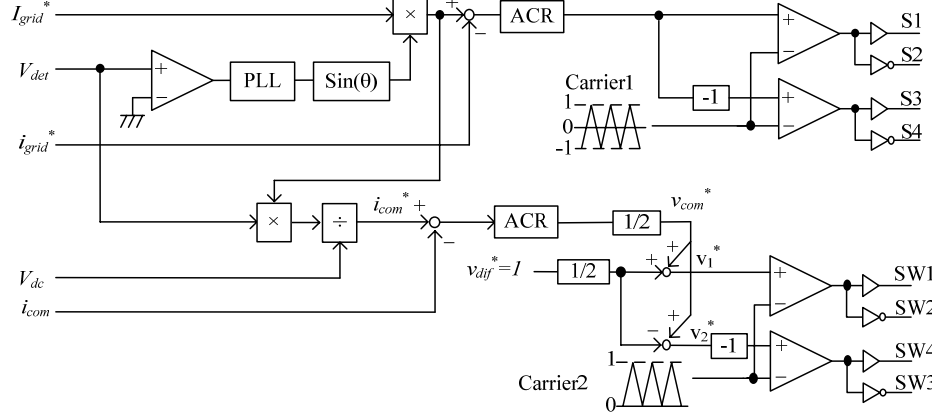 I_grid* × + − ACR + − S1 S2
V_det + − PLL Sin(θ) Carrier1 1 0 -1 -1 + − S3 S4
i_grid*
× ÷ i_com* + − ACR 1/2 v_com*
V_dc v_dif*=1 1/2 + + v_1* + − SW1 SW2
i_com
− + v_2* -1 + − SW4 SW3
Carrier2 1 0